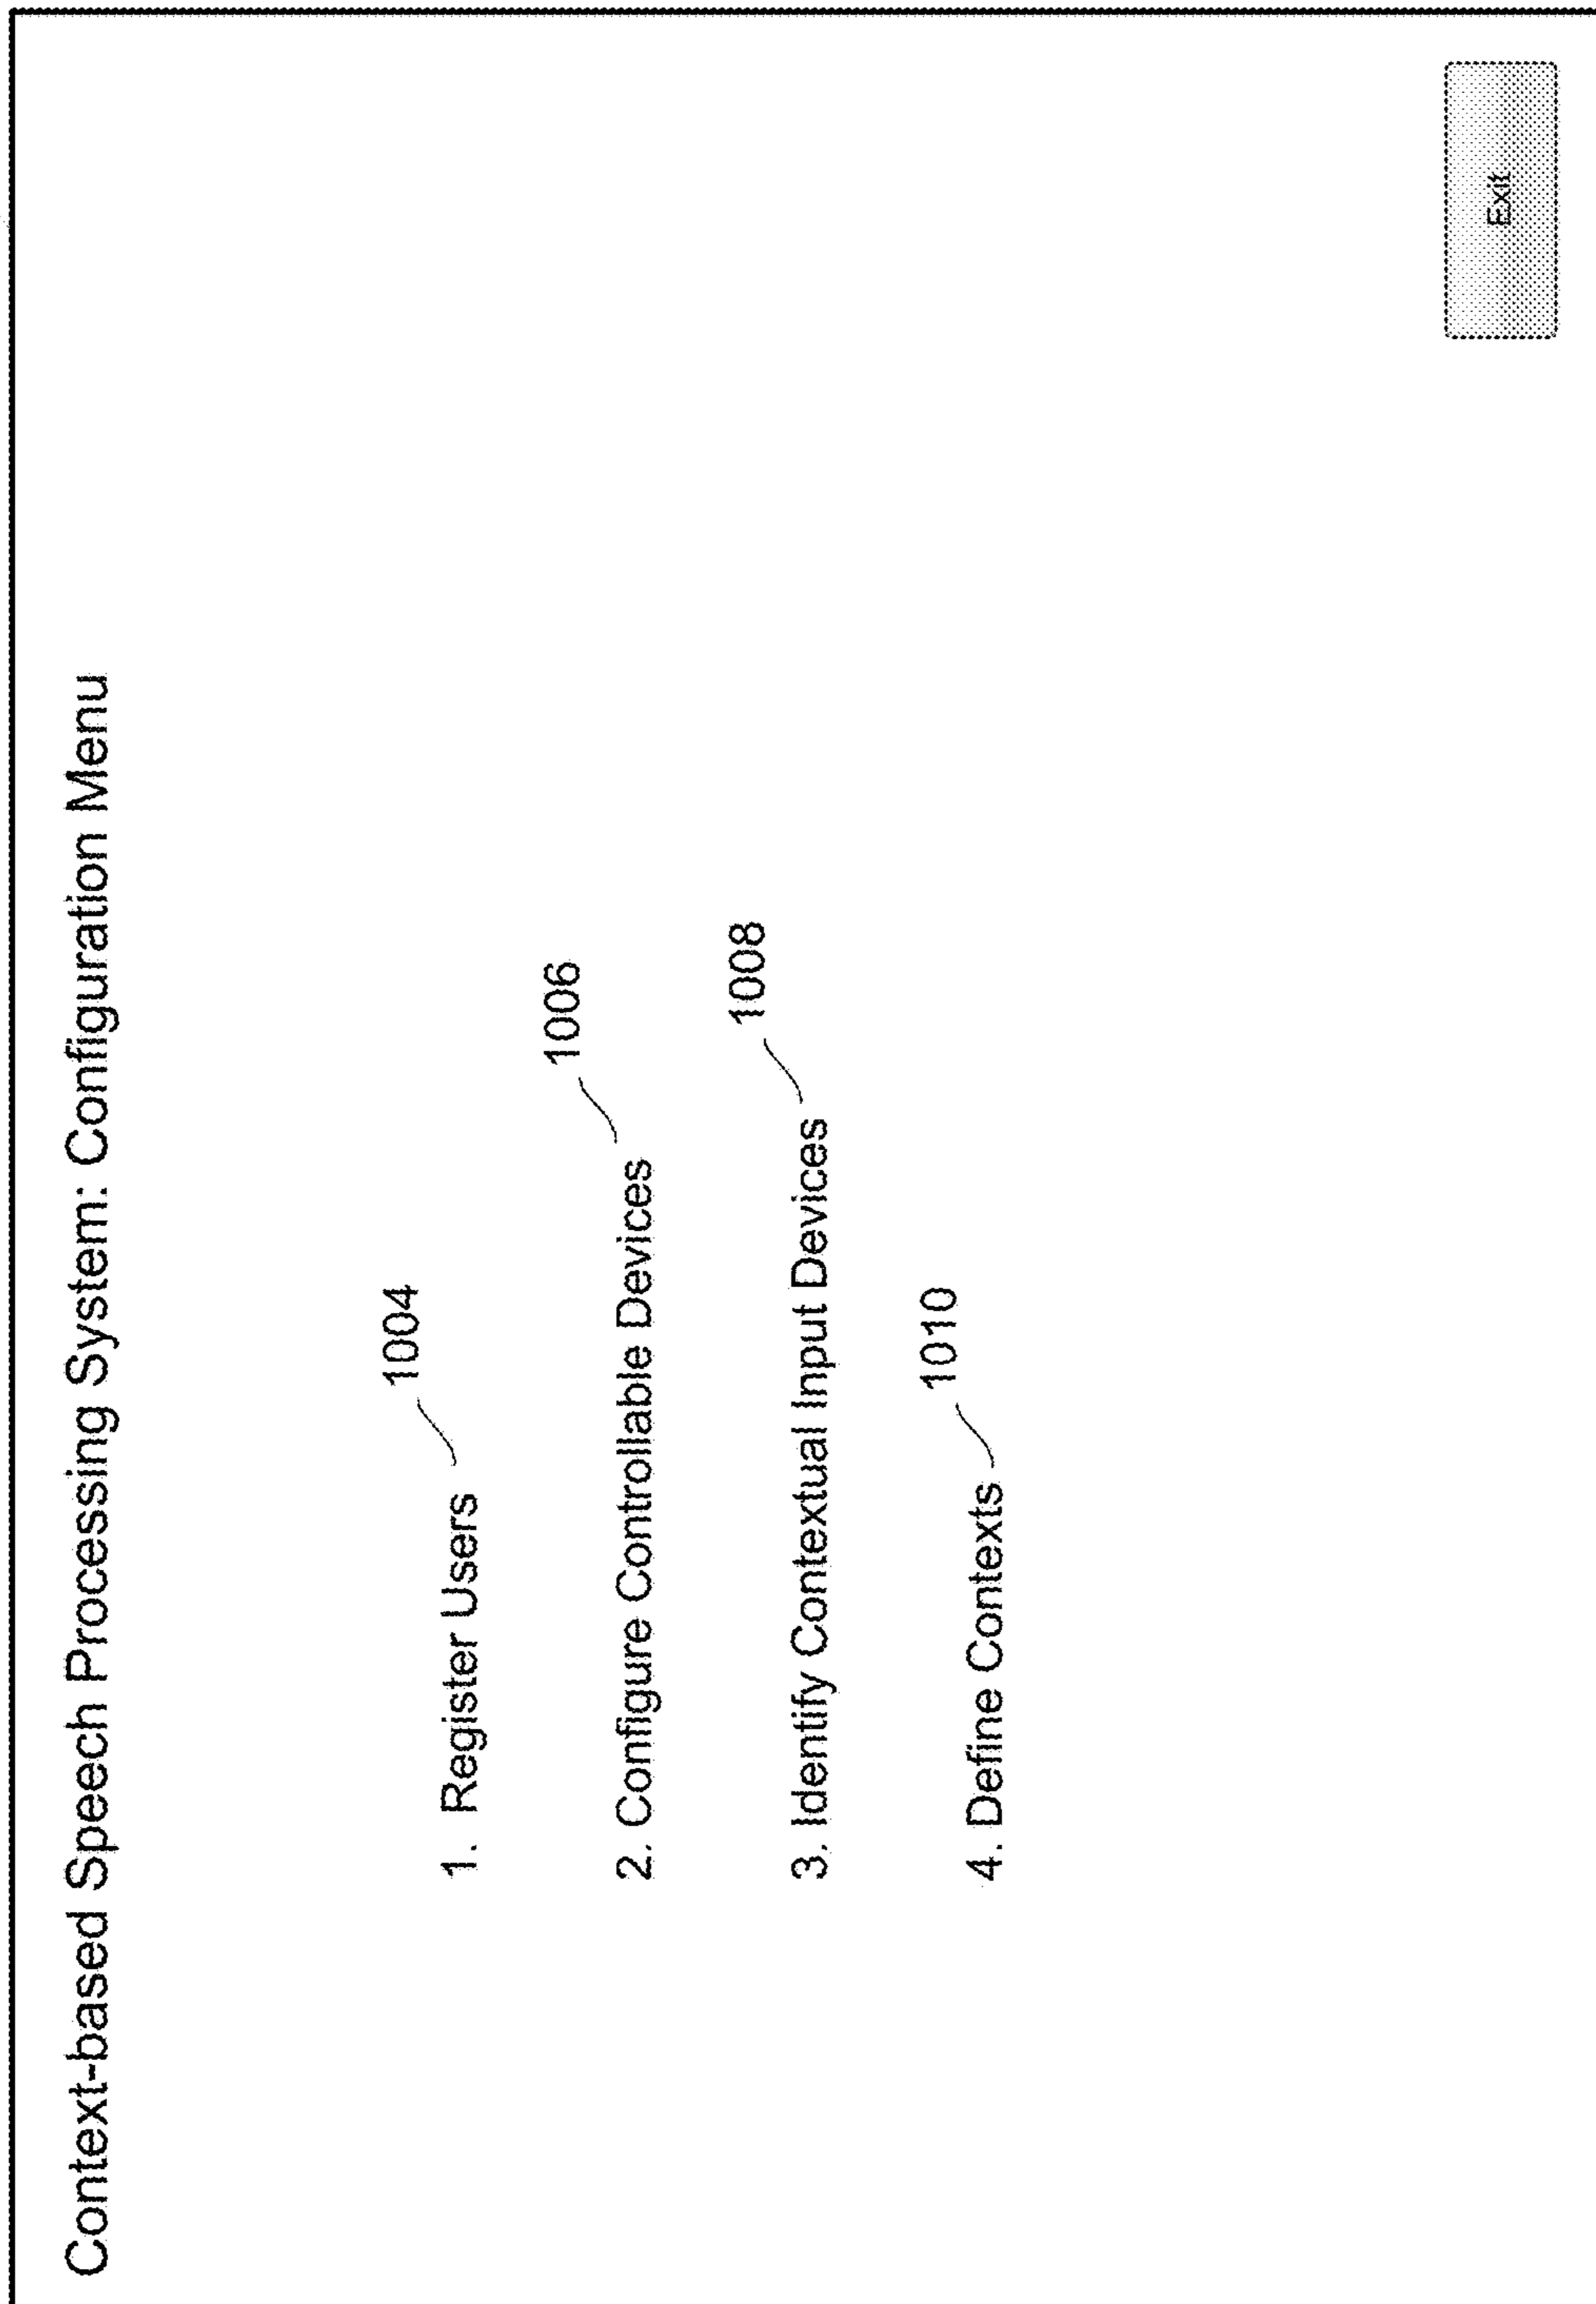 Context-based Speech Processing System: Configuration Menu
1. Register Users 1004
2. Configure Controllable Devices 1006
3. Identify Contextual Input Devices 1008
4. Define Contexts 1010
Exit